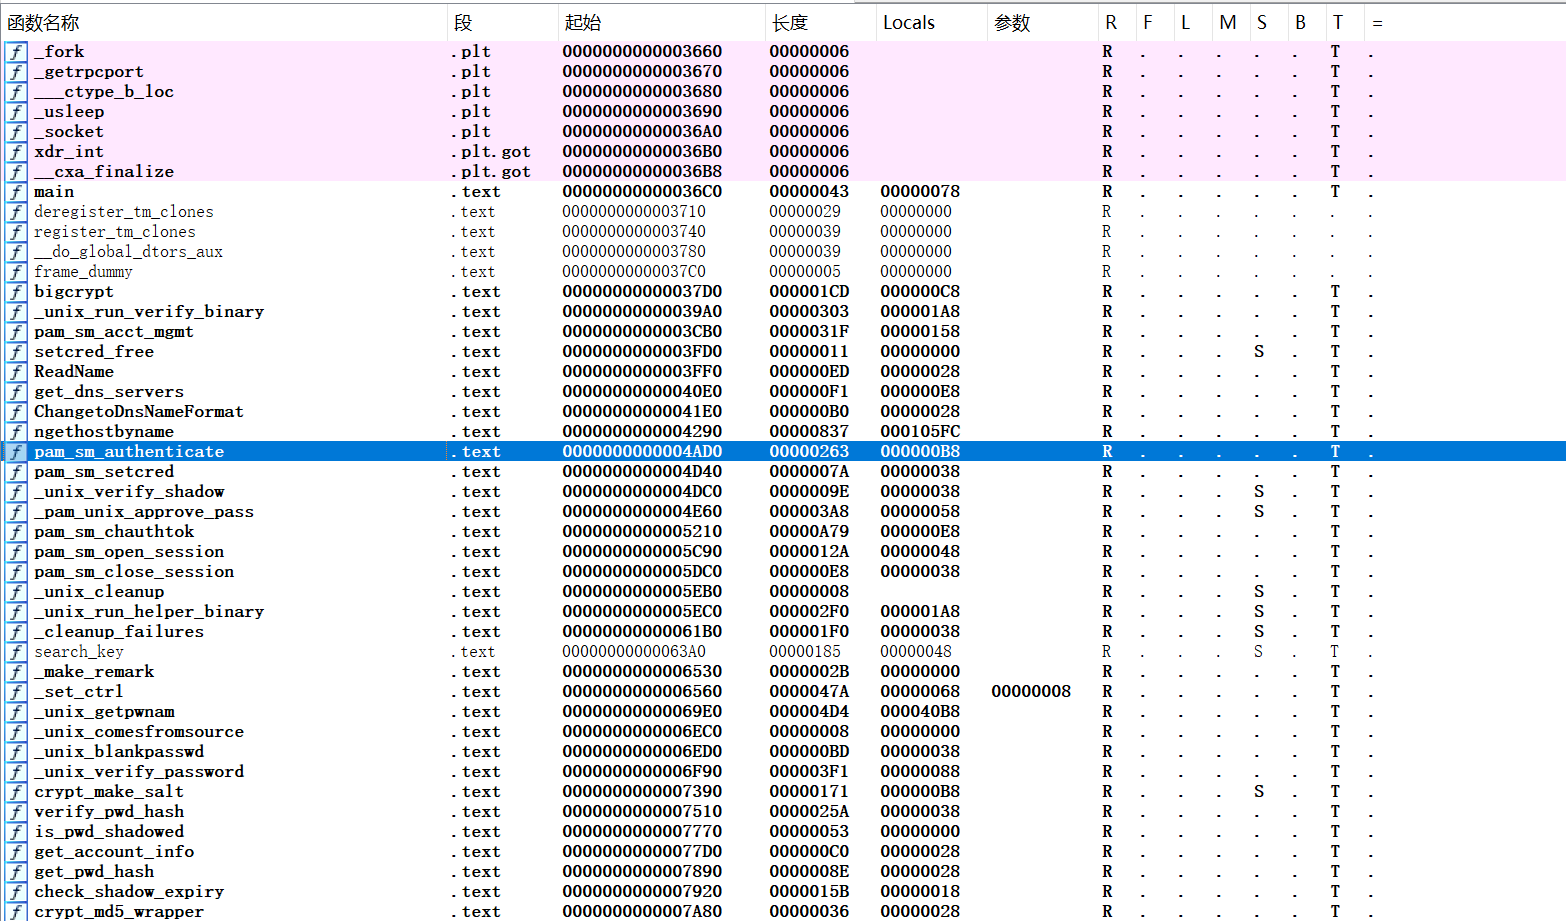 函数名称 段 起始 长度 Locals 参数 R F L M S B T =
f _fork .plt 0000000000003660 00000006 R . . . . . T .
f _getrpcport .plt 0000000000003670 00000006 R . . . . . T .
f ___ctype_b_loc .plt 0000000000003680 00000006 R . . . . . T .
f _usleep .plt 0000000000003690 00000006 R . . . . . T .
f _socket .plt 00000000000036A0 00000006 R . . . . . T .
f xdr_int .plt.got 00000000000036B0 00000006 R . . . . . T .
f __cxa_finalize .plt.got 00000000000036B8 00000006 R . . . . . T .
f main .text 00000000000036C0 00000043 00000078 R . . . . . T .
f deregister_tm_clones .text 0000000000003710 00000029 00000000 R . . . . . . .
f register_tm_clones .text 0000000000003740 00000039 00000000 R . . . . . . .
f __do_global_dtors_aux .text 0000000000003780 00000039 00000000 R . . . . . . .
f frame_dummy .text 00000000000037C0 00000005 00000000 R . . . . . . .
f bigcrypt .text 00000000000037D0 000001CD 000000C8 R . . . . . T .
f _unix_run_verify_binary .text 00000000000039A0 00000303 000001A8 R . . . . . T .
f pam_sm_acct_mgmt .text 0000000000003CB0 0000031F 00000158 R . . . . . T .
f setcred_free .text 0000000000003FD0 00000011 00000000 R . . . S . T .
f ReadName .text 0000000000003FF0 000000ED 00000028 R . . . . . T .
f get_dns_servers .text 00000000000040E0 000000F1 000000E8 R . . . . . T .
f ChangetoDnsNameFormat .text 00000000000041E0 000000B0 00000028 R . . . . . T .
f ngethostbyname .text 0000000000004290 00000837 000105FC R . . . . . T .
f pam_sm_authenticate .text 0000000000004AD0 00000263 000000B8 R . . . . . T .
f pam_sm_setcred .text 0000000000004D40 0000007A 00000038 R . . . . . T .
f _unix_verify_shadow .text 0000000000004DC0 0000009E 00000038 R . . . S . T .
f _pam_unix_approve_pass .text 0000000000004E60 000003A8 00000058 R . . . S . T .
f pam_sm_chauthtok .text 0000000000005210 00000A79 000000E8 R . . . . . T .
f pam_sm_open_session .text 0000000000005C90 0000012A 00000048 R . . . . . T .
f pam_sm_close_session .text 0000000000005DC0 000000E8 00000038 R . . . . . T .
f _unix_cleanup .text 0000000000005EB0 00000008 R . . . S . T .
f _unix_run_helper_binary .text 0000000000005EC0 000002F0 000001A8 R . . . S . T .
f _cleanup_failures .text 00000000000061B0 000001F0 00000038 R . . . S . T .
f search_key .text 00000000000063A0 00000185 00000048 R . . . S . T .
f _make_remark .text 0000000000006530 0000002B 00000000 R . . . . . T .
f _set_ctrl .text 0000000000006560 0000047A 00000068 00000008 R . . . . . T .
f _unix_getpwnam .text 00000000000069E0 000004D4 000040B8 R . . . . . T .
f _unix_comesfromsource .text 0000000000006EC0 00000008 00000000 R . . . . . T .
f _unix_blankpasswd .text 0000000000006ED0 000000BD 00000038 R . . . . . T .
f _unix_verify_password .text 0000000000006F90 000003F1 00000088 R . . . . . T .
f crypt_make_salt .text 0000000000007390 00000171 000000B8 R . . . S . T .
f verify_pwd_hash .text 0000000000007510 0000025A 00000038 R . . . . . T .
f is_pwd_shadowed .text 0000000000007770 00000053 00000000 R . . . . . T .
f get_account_info .text 00000000000077D0 000000C0 00000028 R . . . . . T .
f get_pwd_hash .text 0000000000007890 0000008E 00000028 R . . . . . T .
f check_shadow_expiry .text 0000000000007920 0000015B 00000018 R . . . . . T .
f crypt_md5_wrapper .text 0000000000007A80 00000036 00000028 R . . . . . T .